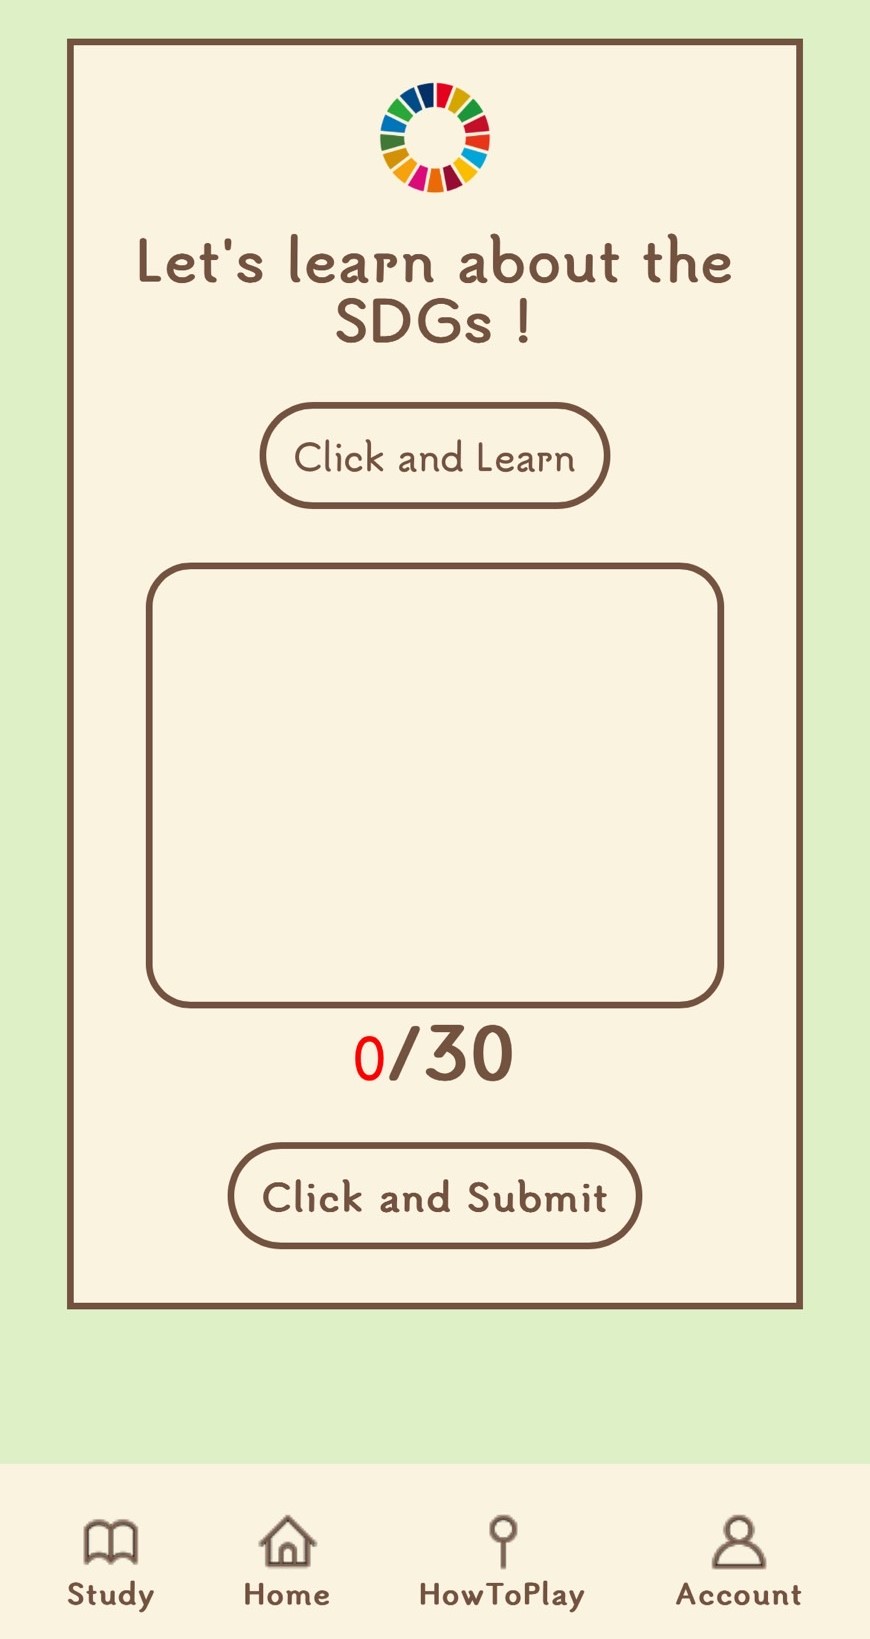 Let's learn about the
SDGs !
Click and Learn
0/30
Click and Submit
Study
Home
HowToPlay
Account